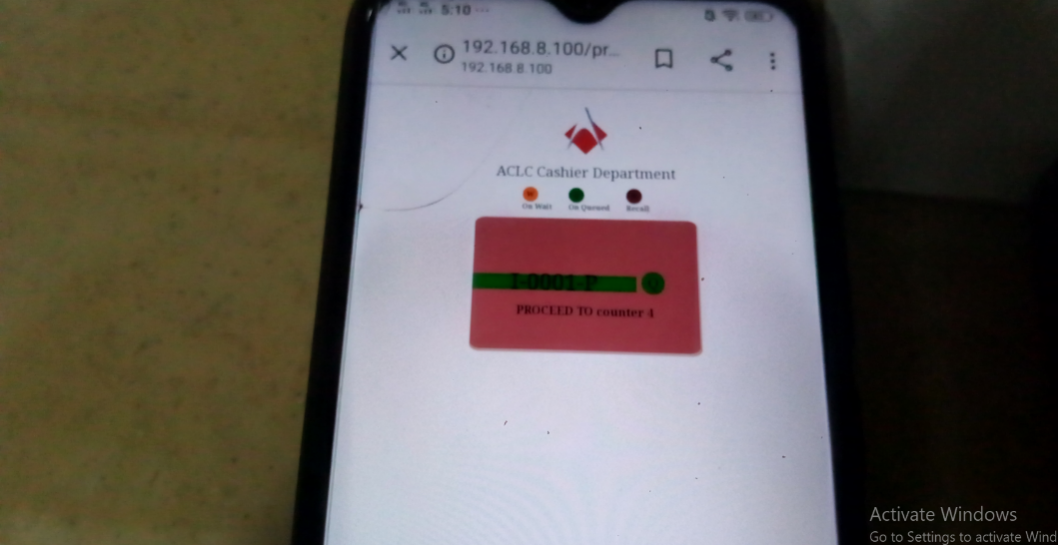 5:10 ...
192.168.8.100/pr...
192.168.8.100
ACLC Cashier Department
On Wait On Queued Recall
I-0001-P
PROCEED TO counter 4
Activate Windows
Go to Settings to activate Wind